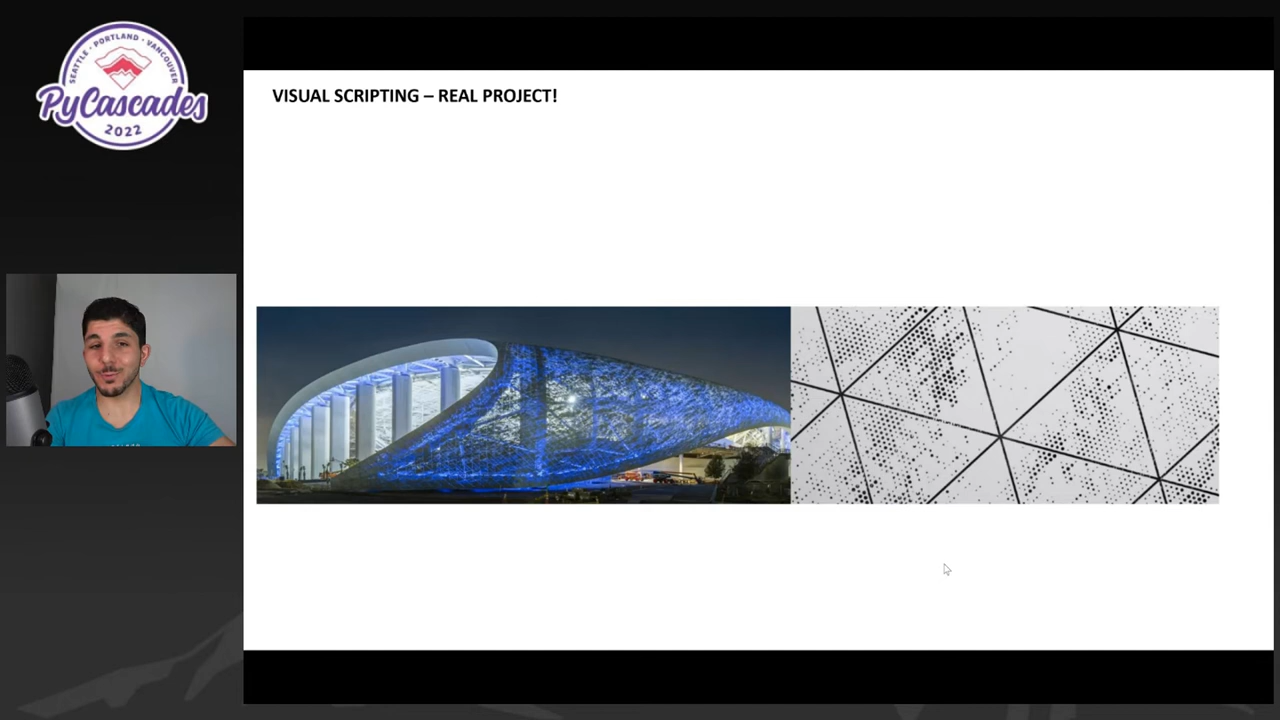 SEATTLE · PORTLAND · VANCOUVER
PyCascades
2022
VISUAL SCRIPTING – REAL PROJECT!